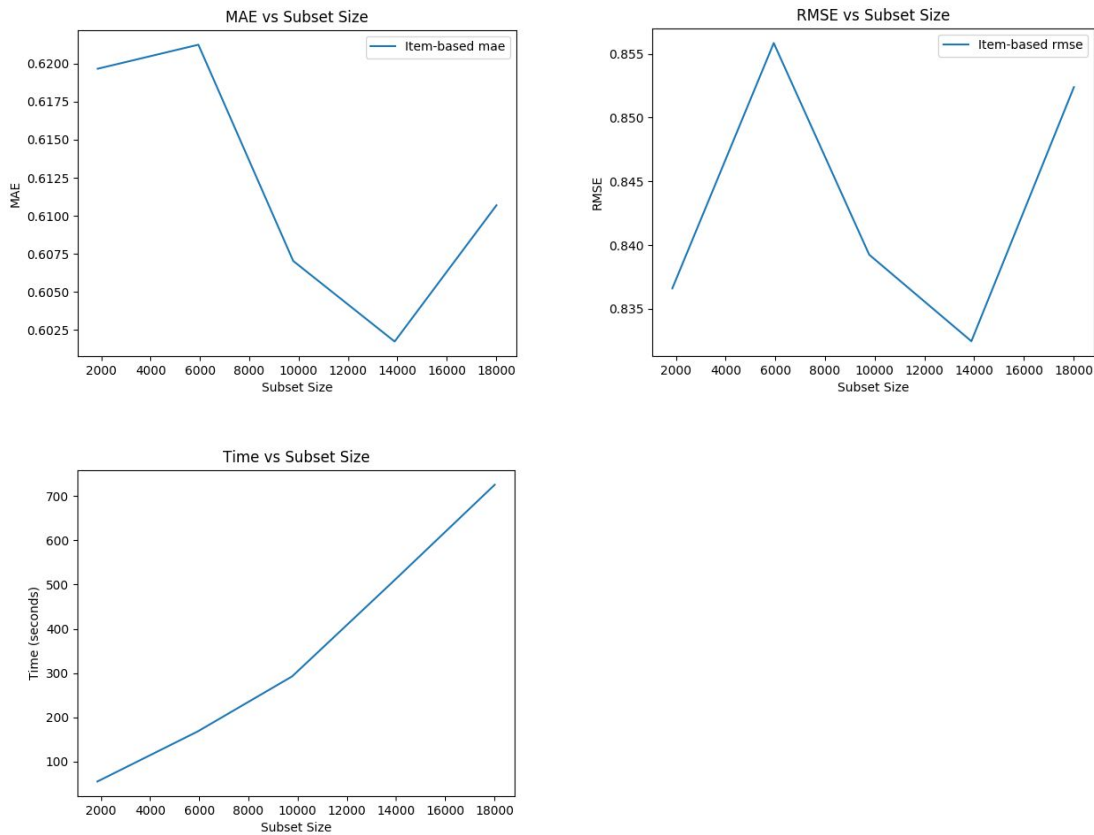 MAE vs Subset Size
Item-based mae
0.6200
0.6175
0.6150
0.6125
0.6100
0.6075
0.6050
0.6025
MAE
2000 4000 6000 8000 10000 12000 14000 16000 18000
Subset Size
RMSE vs Subset Size
Item-based rmse
0.855
0.850
0.845
0.840
0.835
RMSE
2000 4000 6000 8000 10000 12000 14000 16000 18000
Subset Size
Time vs Subset Size
700
600
500
400
300
200
100
Time (seconds)
2000 4000 6000 8000 10000 12000 14000 16000 18000
Subset Size